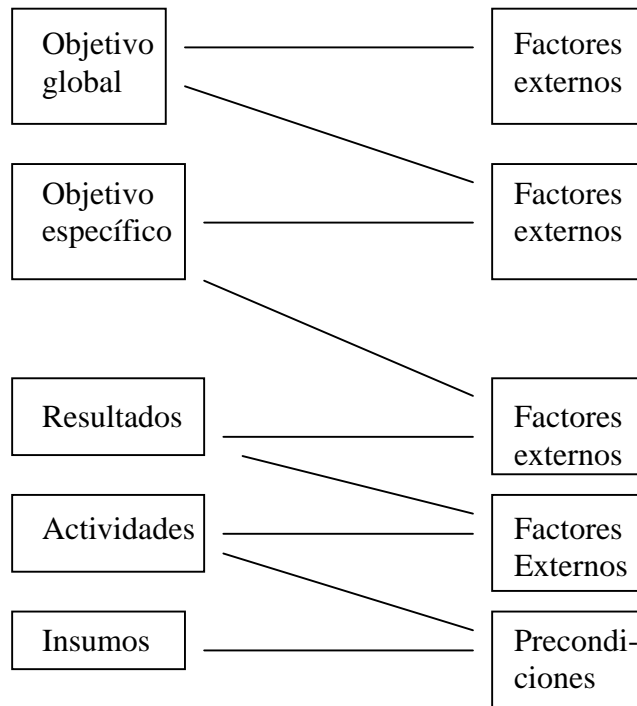 Objetivo
global
Factores
externos
Objetivo
específico
Factores
externos
Resultados
Factores
externos
Actividades
Factores
Externos
Insumos
Precondi-
ciones